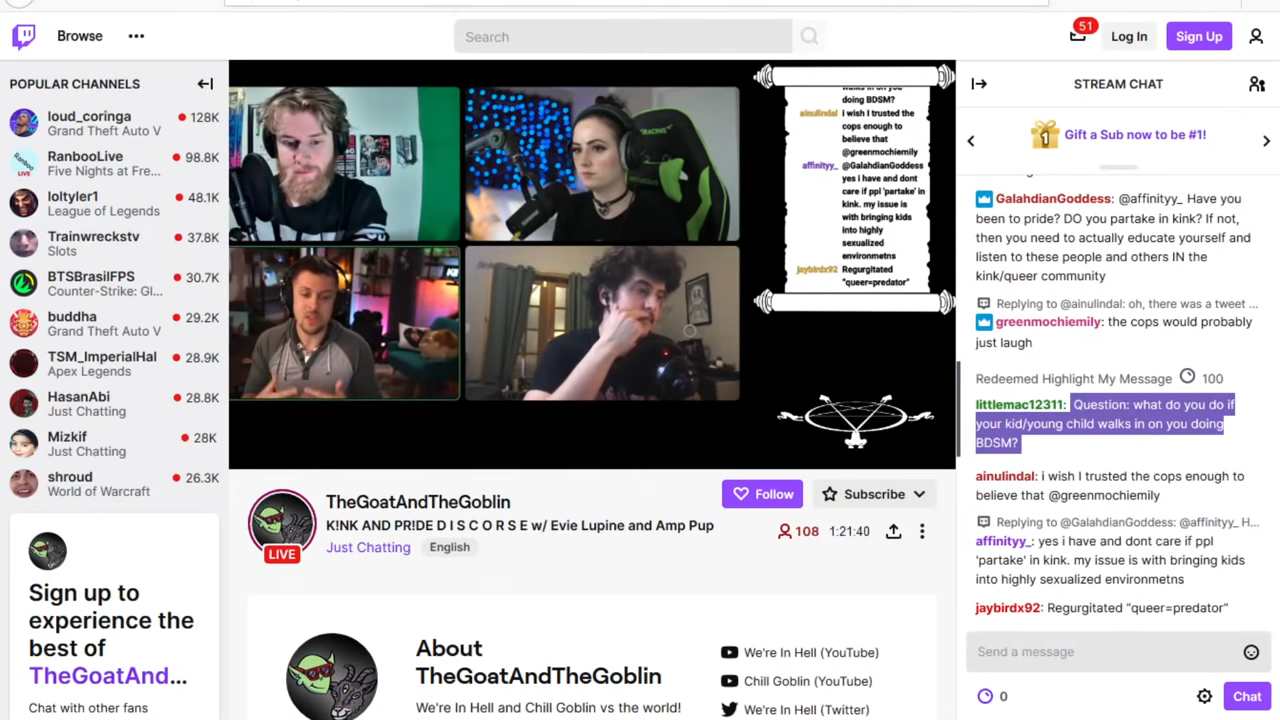 Browse
Search
51
Log In
Sign Up
POPULAR CHANNELS
loud_coringa
128K
Grand Theft Auto V
RanbooLive
98.8K
Five Nights at Fre...
loltyler1
48.1K
League of Legends
Trainwreckstv
37.8K
Slots
BTSBrasilFPS
30.7K
Counter-Strike: Gl...
buddha
29.2K
Grand Theft Auto V
TSM_ImperialHal
28.9K
Apex Legends
HasanAbi
28.8K
Just Chatting
Mizkif
28K
Just Chatting
shroud
26.3K
World of Warcraft
Sign up to
experience the
best of
TheGoatAnd...
Chat with other fans
walks in on you
doing BDSM?
ainulindal I wish I trusted the
cops enough to
believe that
@greenmochiemily
affinityy_ @GalahdianGoddess
yes i have and dont
care if ppl 'partake' in
kink. my issue is
with bringing kids
into highly
sexualized
environmetns
jaybirdx92 Regurgitated
"queer=predator"
LIVE
TheGoatAndTheGoblin
K!NK AND PR!DE D I S C O R S E w/ Evie Lupine and Amp Pup
Just Chatting
English
Follow
Subscribe
108
1:21:40
About
TheGoatAndTheGoblin
We're In Hell and Chill Goblin vs the world!
We're In Hell (YouTube)
Chill Goblin (YouTube)
We're In Hell (Twitter)
STREAM CHAT
1
Gift a Sub now to be #1!
GalahdianGoddess: @affinityy_ Have you
been to pride? DO you partake in kink? If not,
then you need to actually educate yourself and
listen to these people and others IN the
kink/queer community
Replying to @ainulindal: oh, there was a tweet ...
greenmochiemily: the cops would probably
just laugh
Redeemed Highlight My Message 100
littlemac12311: Question: what do you do if
your kid/young child walks in on you doing
BDSM?
ainulindal: i wish I trusted the cops enough to
believe that @greenmochiemily
Replying to @GalahdianGoddess: @affinityy_ H...
affinityy_: yes i have and dont care if ppl
'partake' in kink. my issue is with bringing kids
into highly sexualized environmetns
jaybirdx92: Regurgitated "queer=predator"
Send a message
0
Chat